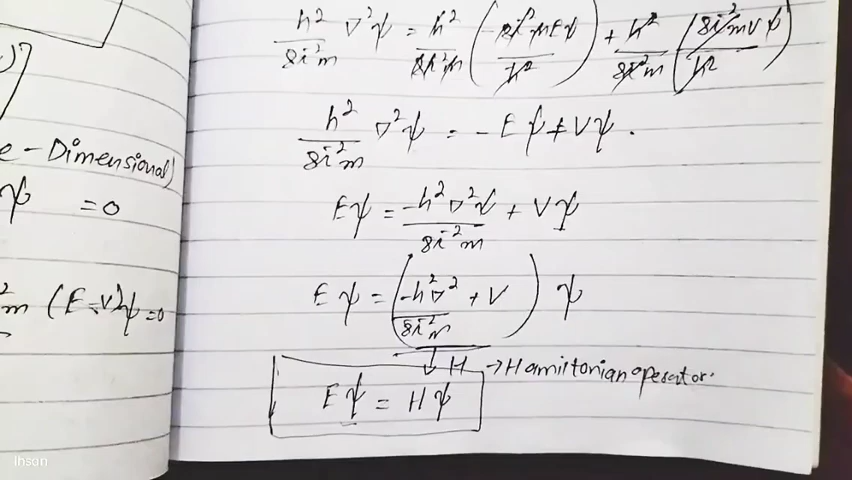 e - Dimensional)
ψ = 0
²m (E-V)ψ = 0
h²/8π²m ∇²ψ = h²/8π²m (-8π²mEψ/h²) + h²/8π²m (8π²mVψ/h²)
h²/8π²m ∇²ψ = -Eψ + Vψ.
Eψ = -h²∇²ψ/8π²m + Vψ
Eψ = (-h²∇²/8π²m + V) ψ
↓ H → Hamiltonian operator.
Eψ = Hψ
Ihsan